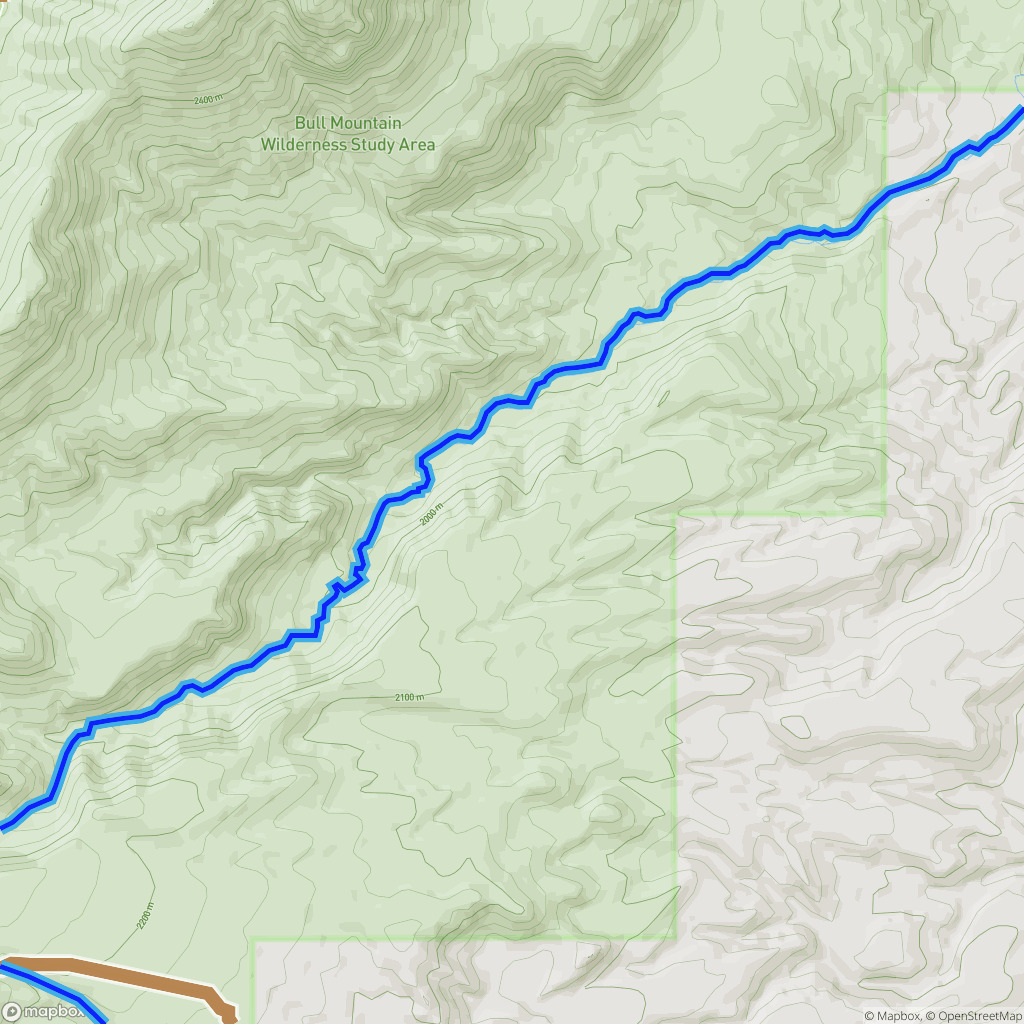 2400 m
Bull Mountain
Wilderness Study Area
2000 m
2100 m
2200 m
mapbox
© Mapbox, © OpenStreetMap